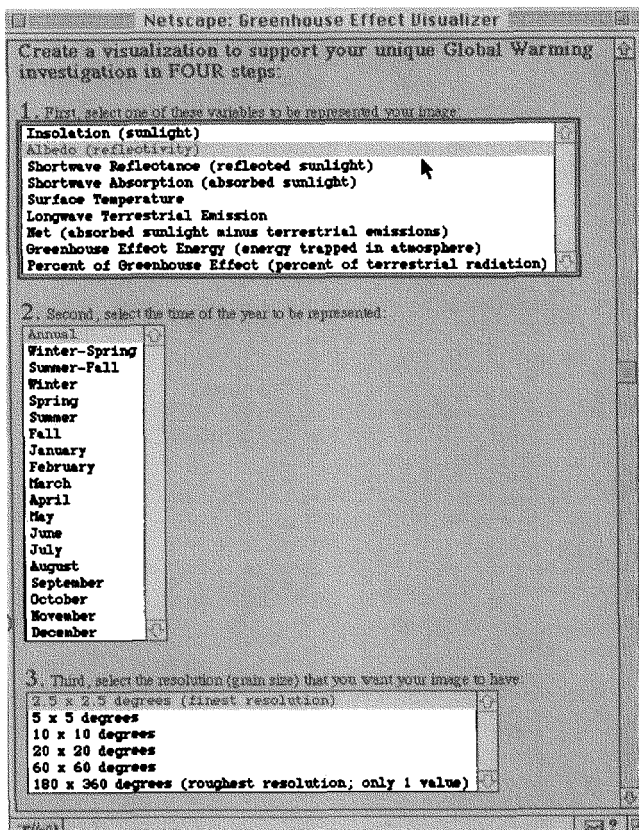 Netscape: Greenhouse Effect Visualizer
Create a visualization to support your unique Global Warming
investigation in FOUR steps:
1. First, select one of these variables to be represented your image:
Insolation (sunlight)
Albedo (reflectivity)
Shortwave Reflectance (reflected sunlight)
Shortwave Absorption (absorbed sunlight)
Surface Temperature
Longwave Terrestrial Emission
Net (absorbed sunlight minus terrestrial emissions)
Greenhouse Effect Energy (energy trapped in atmosphere)
Percent of Greenhouse Effect (percent of terrestrial radiation)
2. Second, select the time of the year to be represented:
Annual
Winter-Spring
Summer-Fall
Winter
Spring
Summer
Fall
January
February
March
April
May
June
July
August
September
October
November
December
3. Third, select the resolution (grain size) that you want your image to have:
2.5 x 2.5 degrees (finest resolution)
5 x 5 degrees
10 x 10 degrees
20 x 20 degrees
60 x 60 degrees
180 x 360 degrees (roughest resolution; only 1 value)